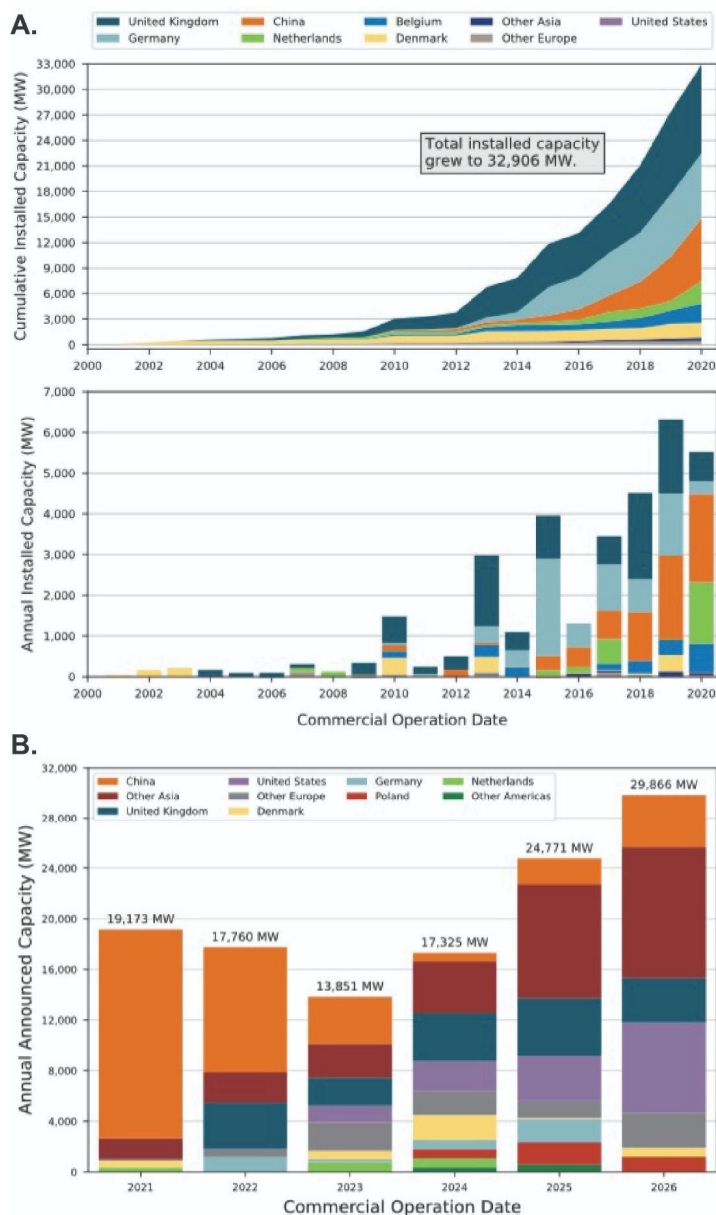 A.
United Kingdom China Belgium Other Asia United States
Germany Netherlands Denmark Other Europe
Cumulative Installed Capacity (MW)
33,000
30,000
27,000
24,000
21,000
18,000
15,000
12,000
9,000
6,000
3,000
0
Total installed capacity
grew to 32,906 MW.
2000 2002 2004 2006 2008 2010 2012 2014 2016 2018 2020
Annual Installed Capacity (MW)
7,000
6,000
5,000
4,000
3,000
2,000
1,000
0
2000 2002 2004 2006 2008 2010 2012 2014 2016 2018 2020
Commercial Operation Date
B.
Annual Announced Capacity (MW)
32,000
28,000
24,000
20,000
16,000
12,000
8,000
4,000
0
China United States Germany Netherlands
Other Asia Other Europe Poland Other Americas
United Kingdom Denmark
19,173 MW
17,760 MW
13,851 MW
17,325 MW
24,771 MW
29,866 MW
2021 2022 2023 2024 2025 2026
Commercial Operation Date